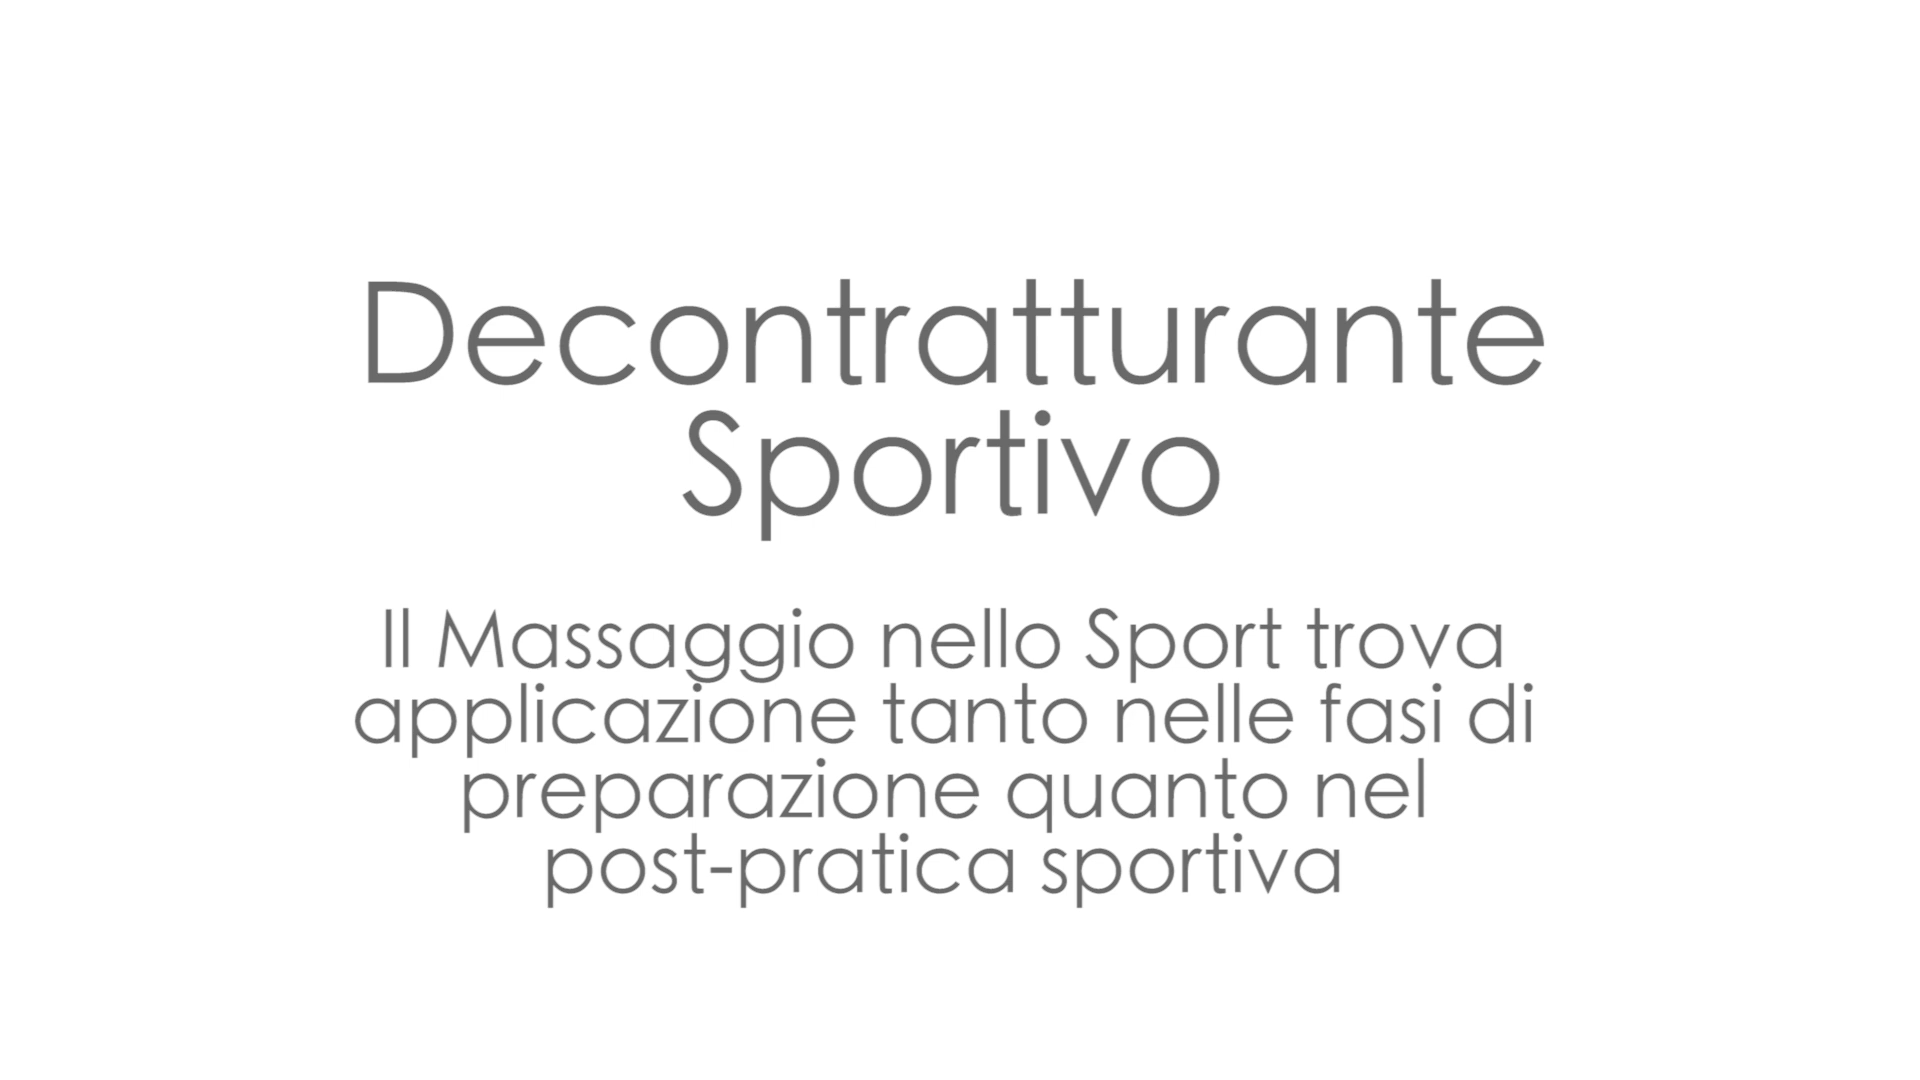 Decontratturante
Sportivo
Il Massaggio nello Sport trova
applicazione tanto nelle fasi di
preparazione quanto nel
post-pratica sportiva